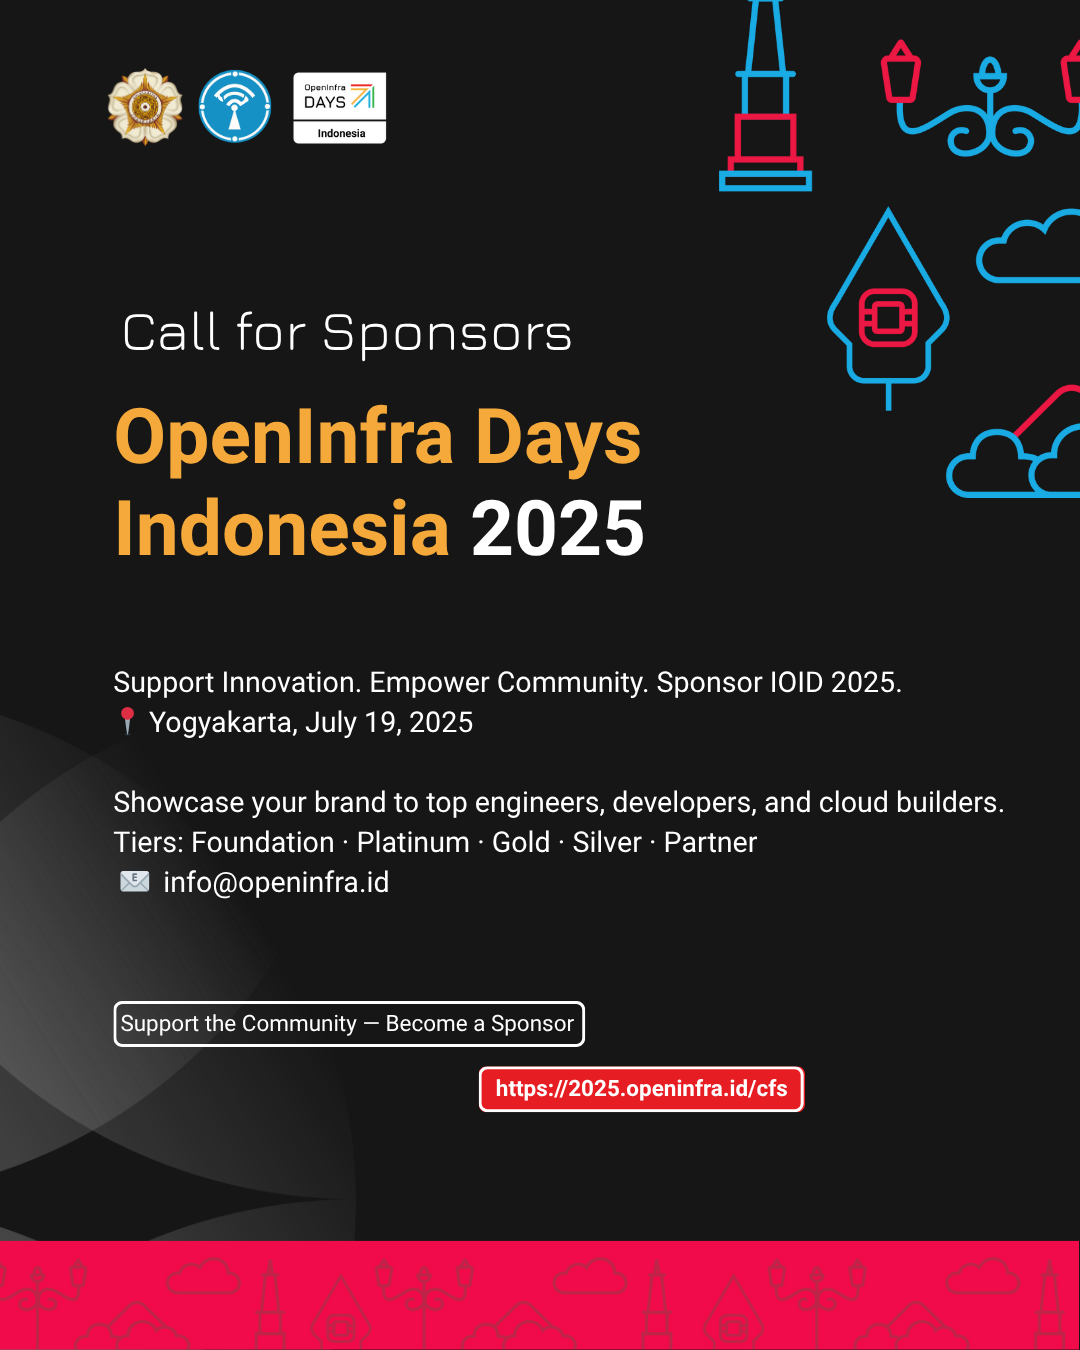 OpenInfra
DAYS
Indonesia
Call for Sponsors
OpenInfra Days
Indonesia 2025
Support Innovation. Empower Community. Sponsor IOID 2025.
📍 Yogyakarta, July 19, 2025
Showcase your brand to top engineers, developers, and cloud builders.
Tiers: Foundation · Platinum · Gold · Silver · Partner
📧 info@openinfra.id
Support the Community — Become a Sponsor
https://2025.openinfra.id/cfs